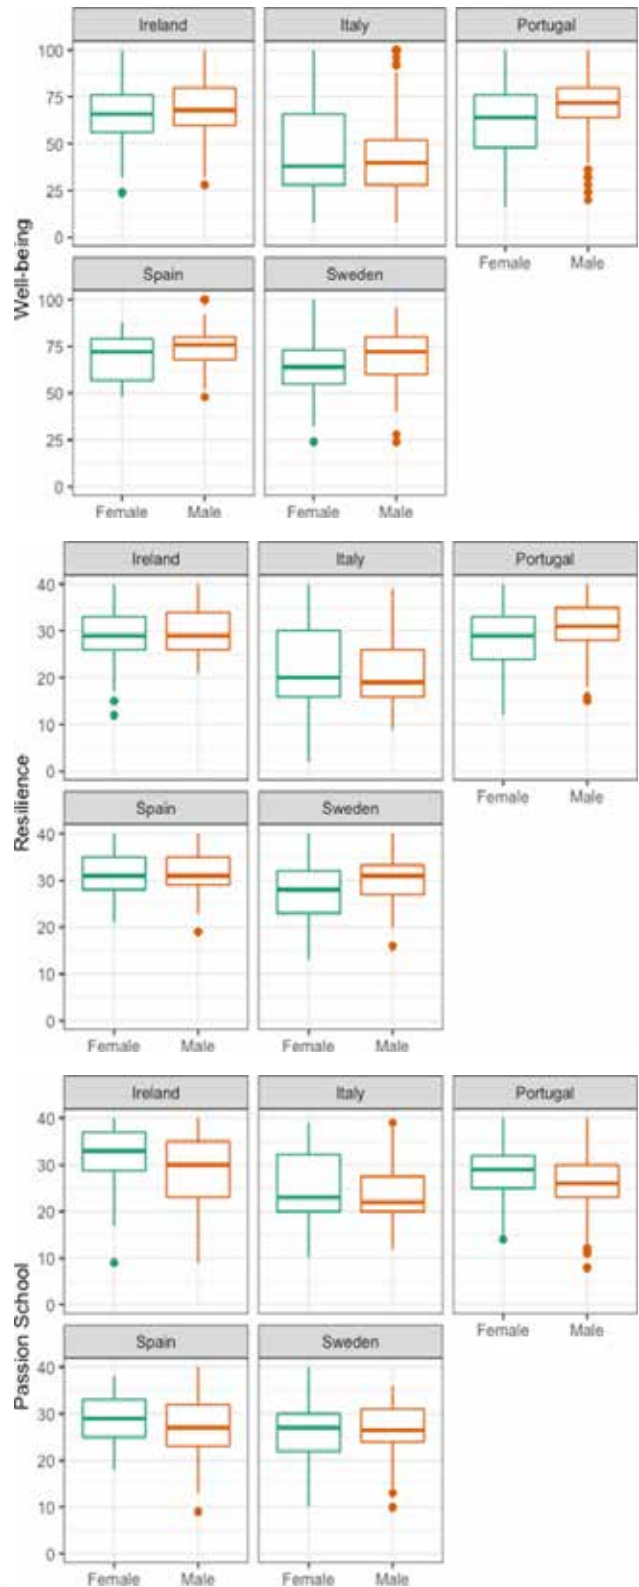 Well-being
Ireland Italy Portugal
100
75
50
25
0
Female Male
Spain Sweden
100
75
50
25
0
Female Male Female Male
Resilience
Ireland Italy Portugal
40
30
20
10
0
Female Male
Spain Sweden
40
30
20
10
0
Female Male Female Male
Passion School
Ireland Italy Portugal
40
30
20
10
0
Female Male
Spain Sweden
40
30
20
10
0
Female Male Female Male